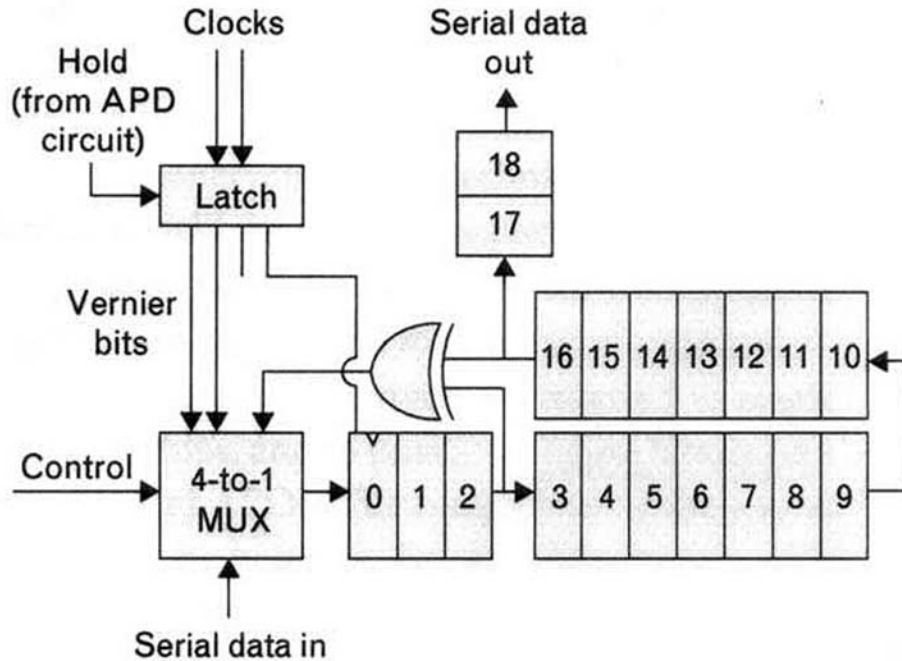 Clocks
Serial data
out
Hold
(from APD
circuit)
Latch
18
17
Vernier
bits
16 15 14 13 12 11 10
Control
4-to-1
MUX
0 1 2
3 4 5 6 7 8 9
Serial data in